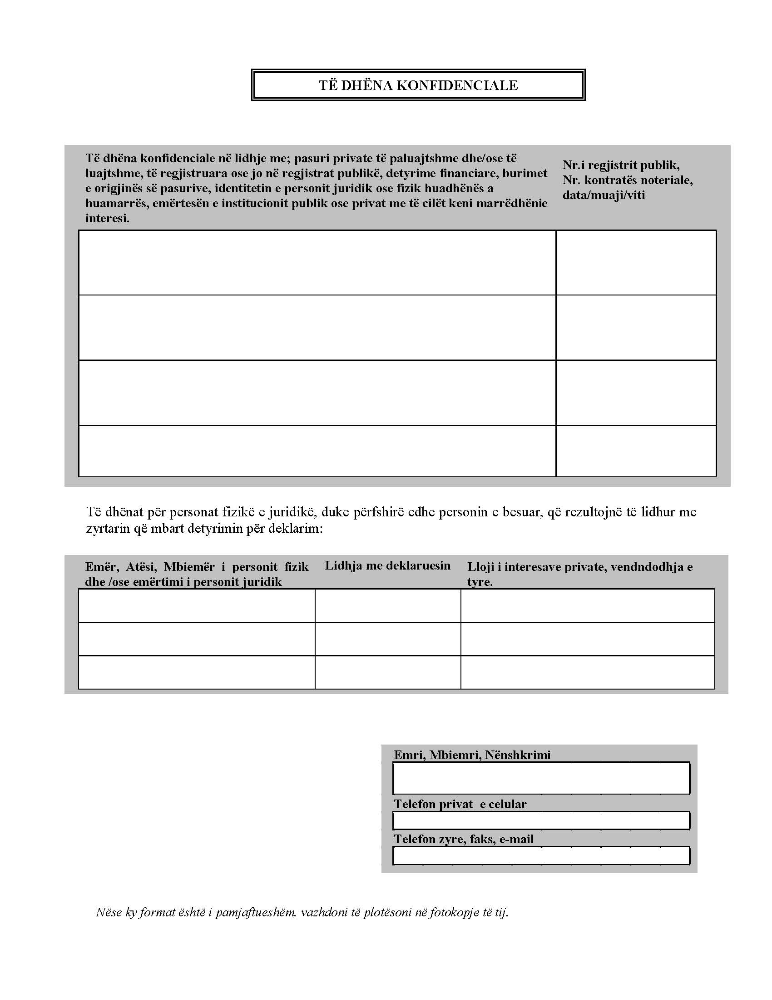 TË DHËNA KONFIDENCIALE
Të dhëna konfidenciale në lidhje me; pasuri private të paluajtshme dhe/ose të
luajtshme, të regjistruara ose jo në regjistrat publikë, detyrime financiare, burimet
e origjinës së pasurive, identitetin e personit juridik ose fizik huadhënës a
huamarrës, emërtesën e institucionit publik ose privat me të cilët keni marrëdhënie
interesi.
Nr.i regjistrit publik,
Nr. kontratës noteriale,
data/muaji/viti
Të dhënat për personat fizikë e juridikë, duke përfshirë edhe personin e besuar, që rezultojnë të lidhur me
zyrtarin që mbart detyrimin për deklarim:
Emër, Atësi, Mbiemër i personit fizik
dhe /ose emërtimi i personit juridik
Lidhja me deklaruesin
Lloji i interesave private, vendndodhja e
tyre.
Emri, Mbiemri, Nënshkrimi
Telefon privat  e celular
Telefon zyre, faks, e-mail
Nëse ky format është i pamjaftueshëm, vazhdoni të plotësoni në fotokopje të tij.